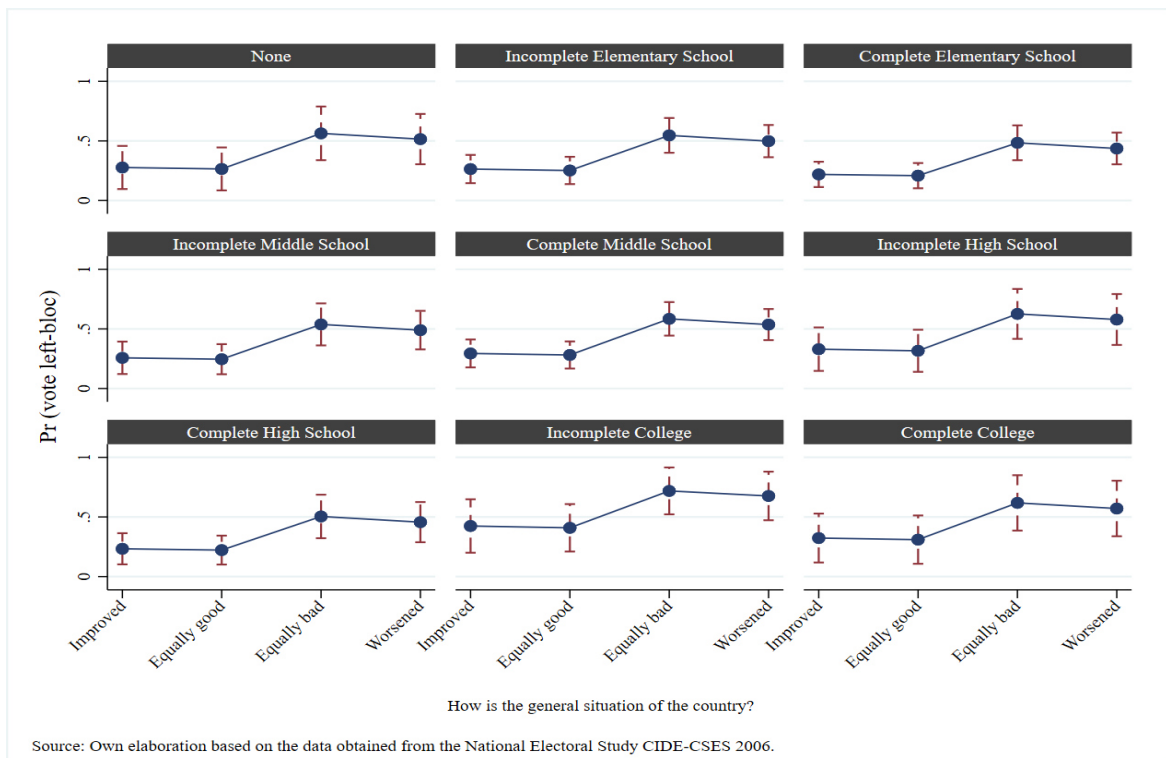 None
Incomplete Elementary School
Complete Elementary School
1
.5
0
Incomplete Middle School
Complete Middle School
Incomplete High School
1
.5
0
Pr (vote left-bloc)
Complete High School
Incomplete College
Complete College
1
.5
0
Improved
Equally good
Equally bad
Worsened
Improved
Equally good
Equally bad
Worsened
Improved
Equally good
Equally bad
Worsened
How is the general situation of the country?
Source: Own elaboration based on the data obtained from the National Electoral Study CIDE-CSES 2006.